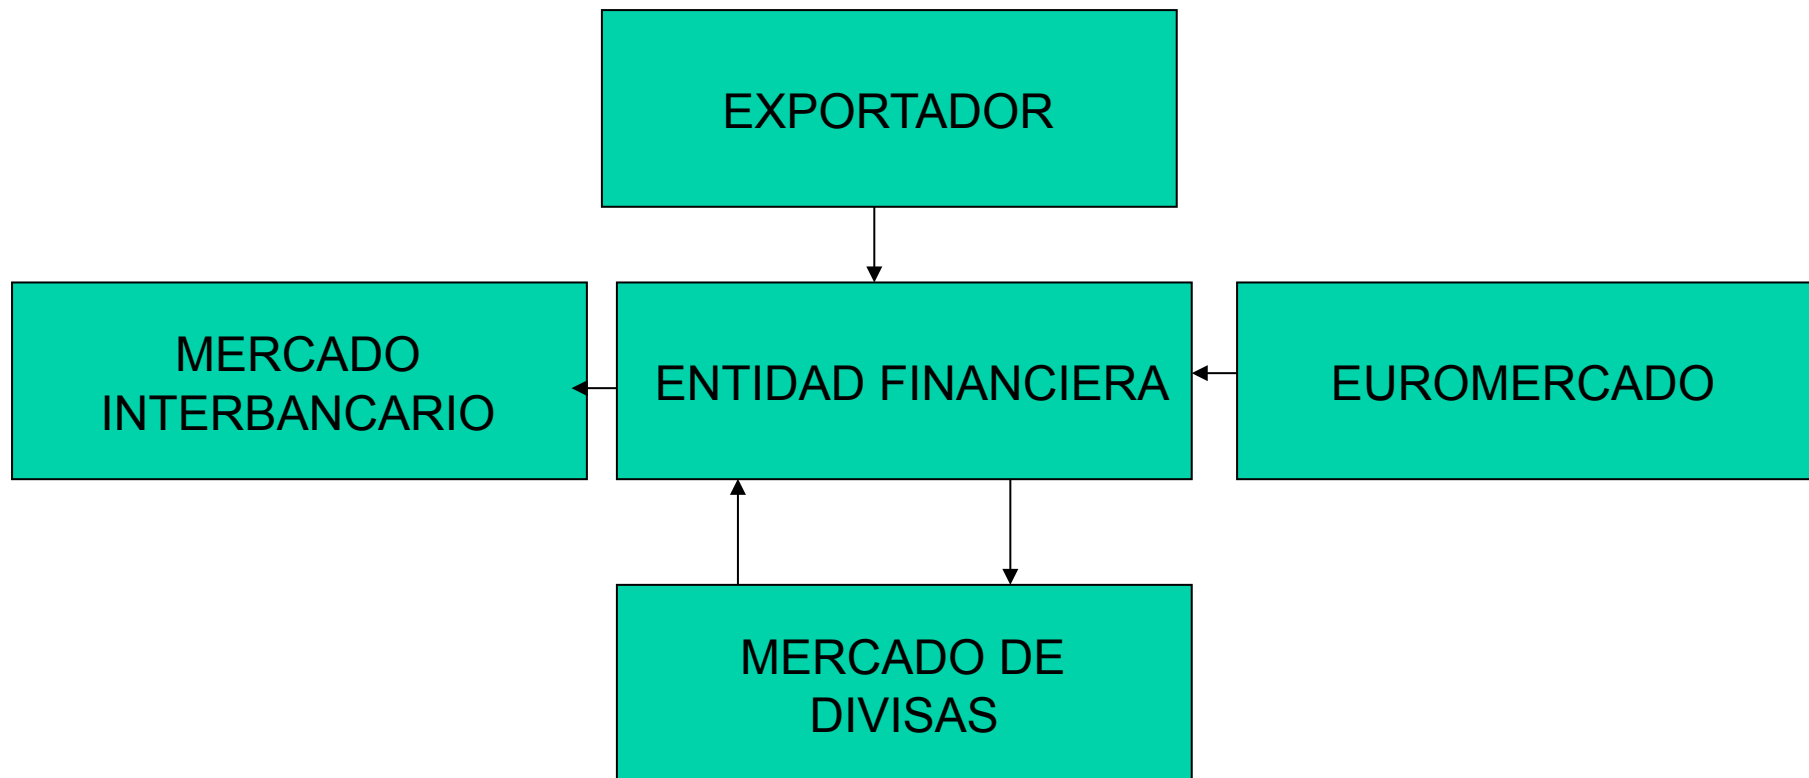 EXPORTADOR
MERCADO
INTERBANCARIO
ENTIDAD FINANCIERA
EUROMERCADO
MERCADO DE
DIVISAS